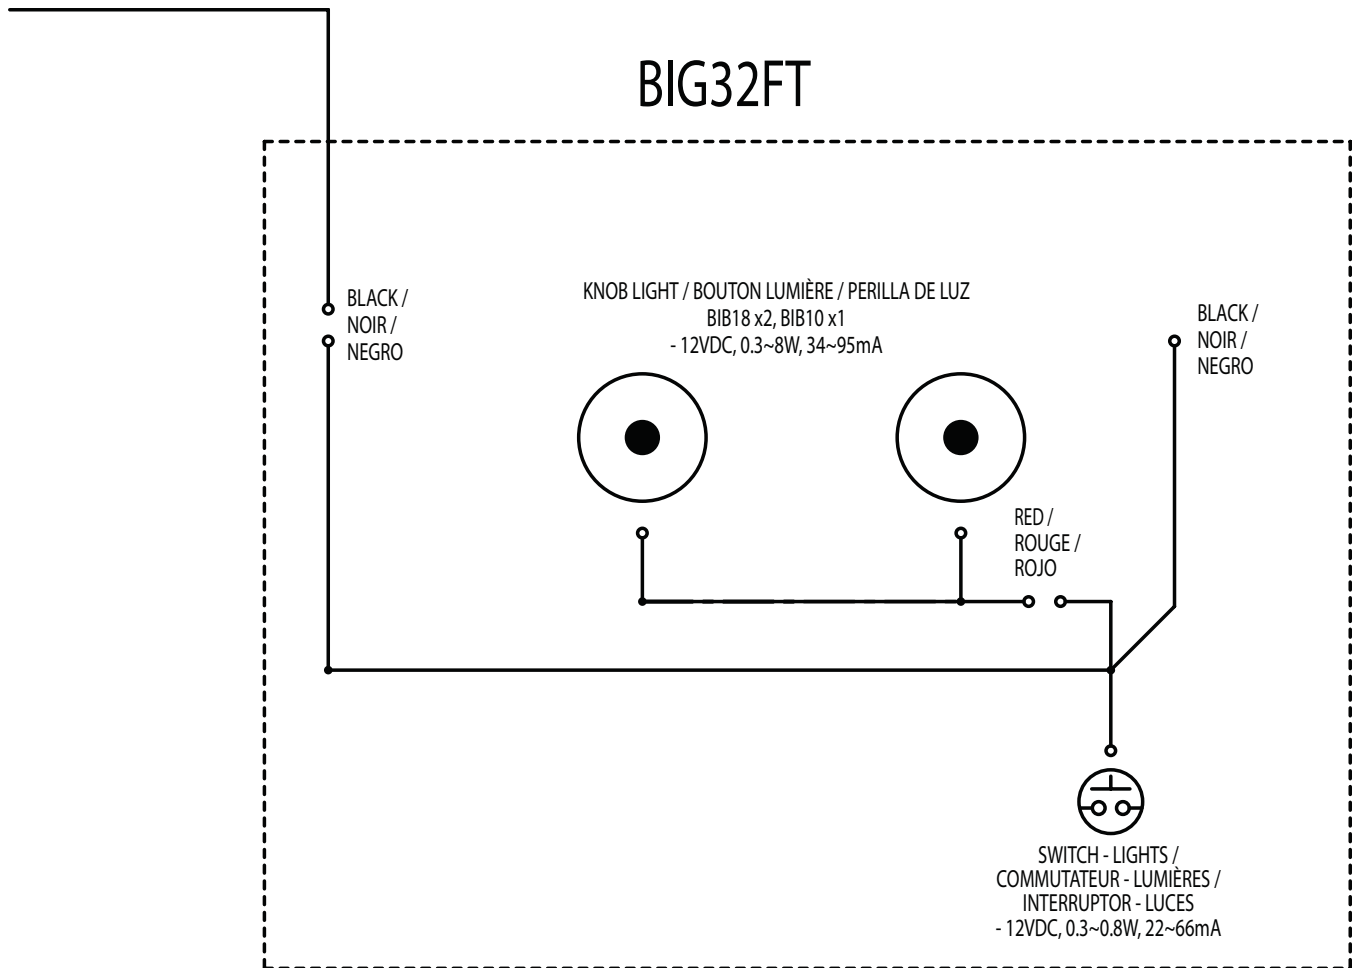 BIG32FT
BLACK /
NOIR /
NEGRO
KNOB LIGHT / BOUTON LUMIÈRE / PERILLA DE LUZ
BIB18 x2, BIB10 x1
- 12VDC, 0.3~8W, 34~95mA
BLACK /
NOIR /
NEGRO
RED /
ROUGE /
ROJO
SWITCH - LIGHTS /
COMMUTATEUR - LUMIÈRES /
INTERRUPTOR - LUCES
- 12VDC, 0.3~0.8W, 22~66mA